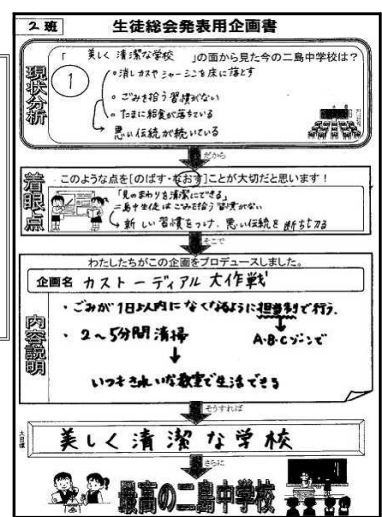 2班
生徒総会発表用企画書
「 美しく清潔な学校 」の面から見た今の二島中学校は?
現状分析
①
・消しカスやシャーシンを床に落とす
・ごみを拾う習慣がない
・たまに給食が落ちている
悪い伝統が続いている
だから
着眼点
このような点を[のばす・なおす]ことが大切だと思います!
「身のまわりを清潔にできる」
二島中生徒はごみを拾う習慣がない
新しい習慣をつけ、悪い伝統を断ち切る
そこで
わたしたちがこの企画をプロデュースしました。
企画名 カストーディアル大作戦
内容説明
・ごみが1日以内になくなるように担当制で行う.
A・B・Cゾーンで
・2〜5分間清掃
いつもきれいな教室で生活できる
そうすれば
大目標
美しく清潔な学校
さらに
最高の二島中学校